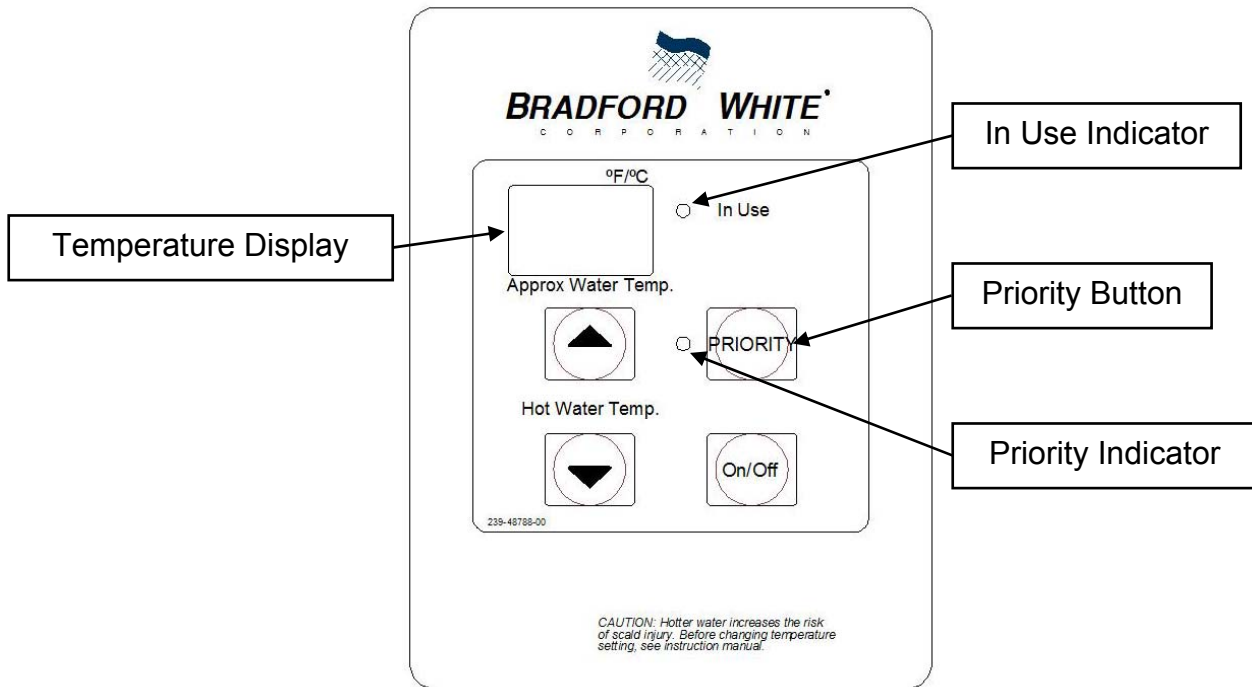 BRADFORD WHITE
CORPORATION
In Use Indicator
ºF/ºC
In Use
Temperature Display
Approx Water Temp.
Priority Button
PRIORITY
Hot Water Temp.
Priority Indicator
On/Off
239-48788-00
CAUTION: Hotter water increases the risk
of scald injury. Before changing temperature
setting, see instruction manual.